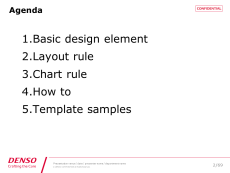 Agenda
CONFIDENTIAL
1.Basic design element
2.Layout rule
3.Chart rule
4.How to
5.Template samples
DENSO
Crafting the Core